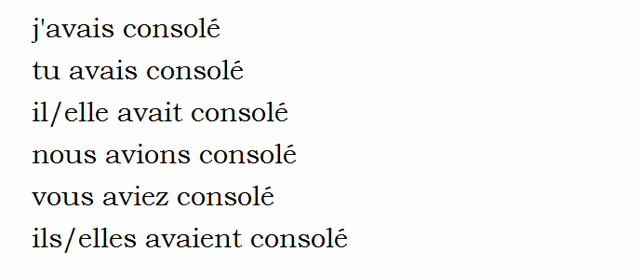 j'avais consolé
tu avais consolé
il/elle avait consolé
nous avions consolé
vous aviez consolé
ils/elles avaient consolé